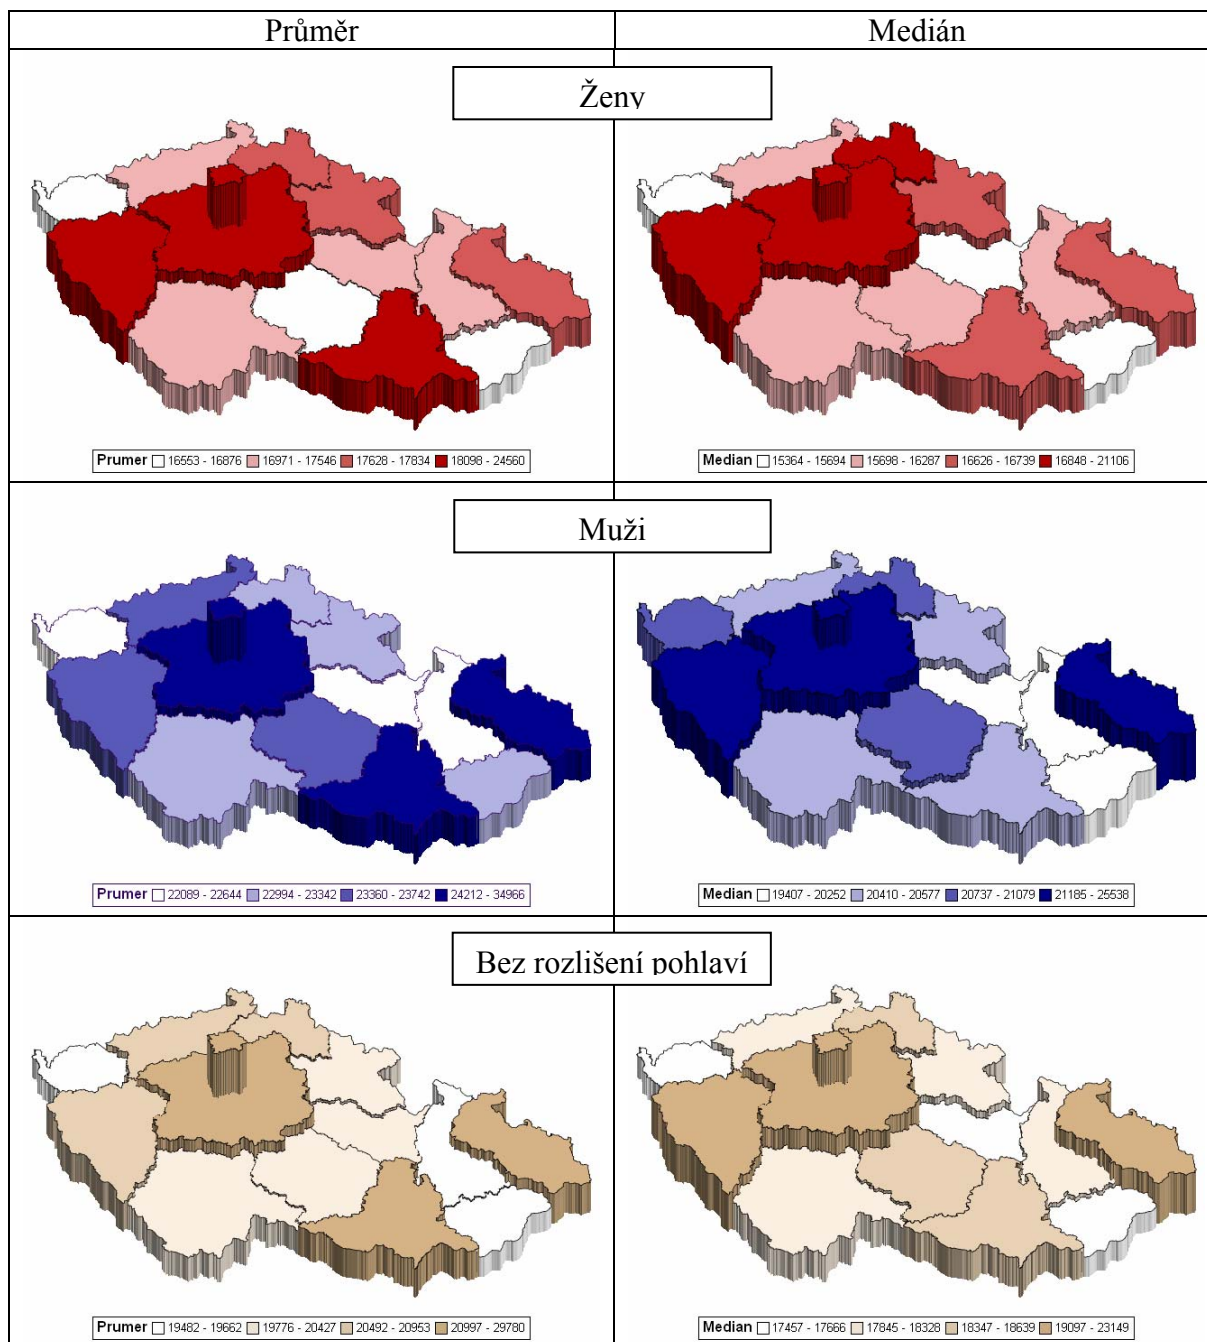 Průměr Medián
Ženy
Prumer 16553 - 16876 16971 - 17546 17628 - 17834 18098 - 24560
Median 15364 - 15694 15698 - 16287 16626 - 16739 16848 - 21106
Muži
Prumer 22089 - 22644 22994 - 23342 23360 - 23742 24212 - 34966
Median 19407 - 20252 20410 - 20577 20737 - 21079 21185 - 25538
Bez rozlišení pohlaví
Prumer 19482 - 19662 19776 - 20427 20492 - 20953 20997 - 29780
Median 17457 - 17666 17845 - 18328 18347 - 18639 19097 - 23149